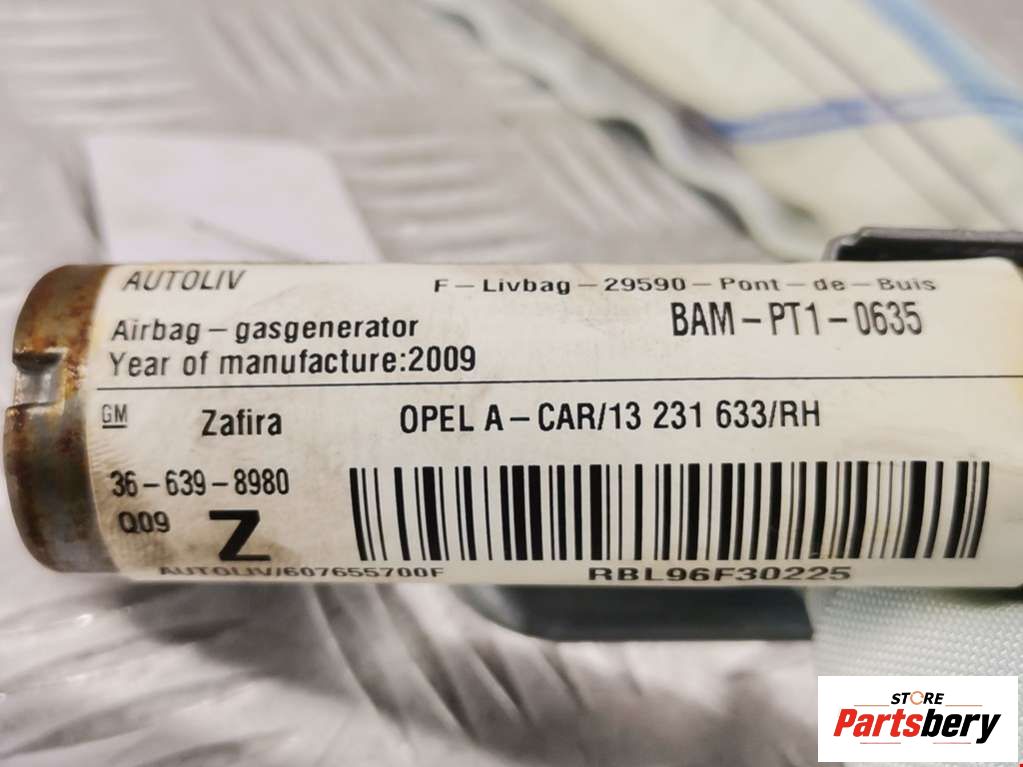 AUTOLIV
F-Livbag-29590-Pont-de-Buis
Airbag-gasgenerator
BAM-PT1-0635
Year of manufacture:2009
GM
Zafira
OPEL A-CAR/13 231 633/RH
36-639-8980
Q09
Z
AUTOLIV/607655700F
RBL96F30225
STORE
Partsbery